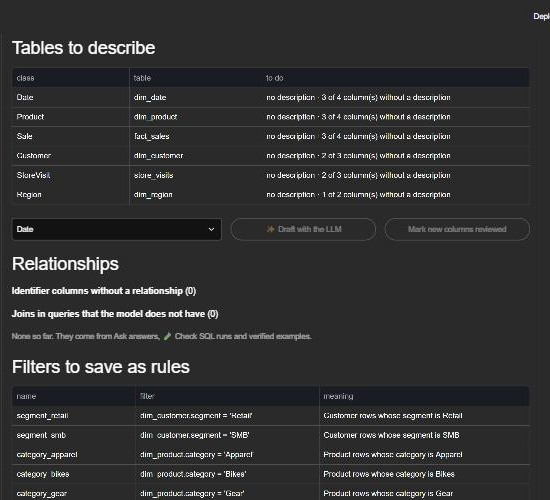 Tables to describe
class table to do
Date dim_date no description · 3 of 4 column(s) without a description
Product dim_product no description · 3 of 4 column(s) without a description
Sale fact_sales no description · 3 of 4 column(s) without a description
Customer dim_customer no description · 2 of 3 column(s) without a description
StoreVisit store_visits no description · 2 of 3 column(s) without a description
Region dim_region no description · 1 of 2 column(s) without a description
Date ✨ Draft with the LLM Mark new columns reviewed
Relationships
Identifier columns without a relationship (0)
Joins in queries that the model does not have (0)
None so far. They come from Ask answers, Check SQL runs and verified examples.
Filters to save as rules
name filter meaning
segment_retail dim_customer.segment = 'Retail' Customer rows whose segment is Retail
segment_smb dim_customer.segment = 'SMB' Customer rows whose segment is SMB
category_apparel dim_product.category = 'Apparel' Product rows whose category is Apparel
category_bikes dim_product.category = 'Bikes' Product rows whose category is Bikes
category_gear dim_product.category = 'Gear' Product rows whose category is Gear